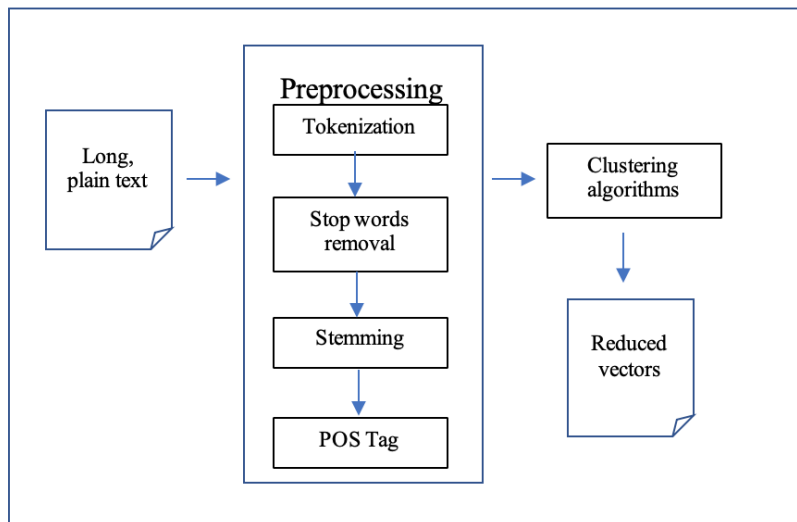 Long,
plain text
Preprocessing
Tokenization
Stop words
removal
Stemming
POS Tag
Clustering
algorithms
Reduced
vectors